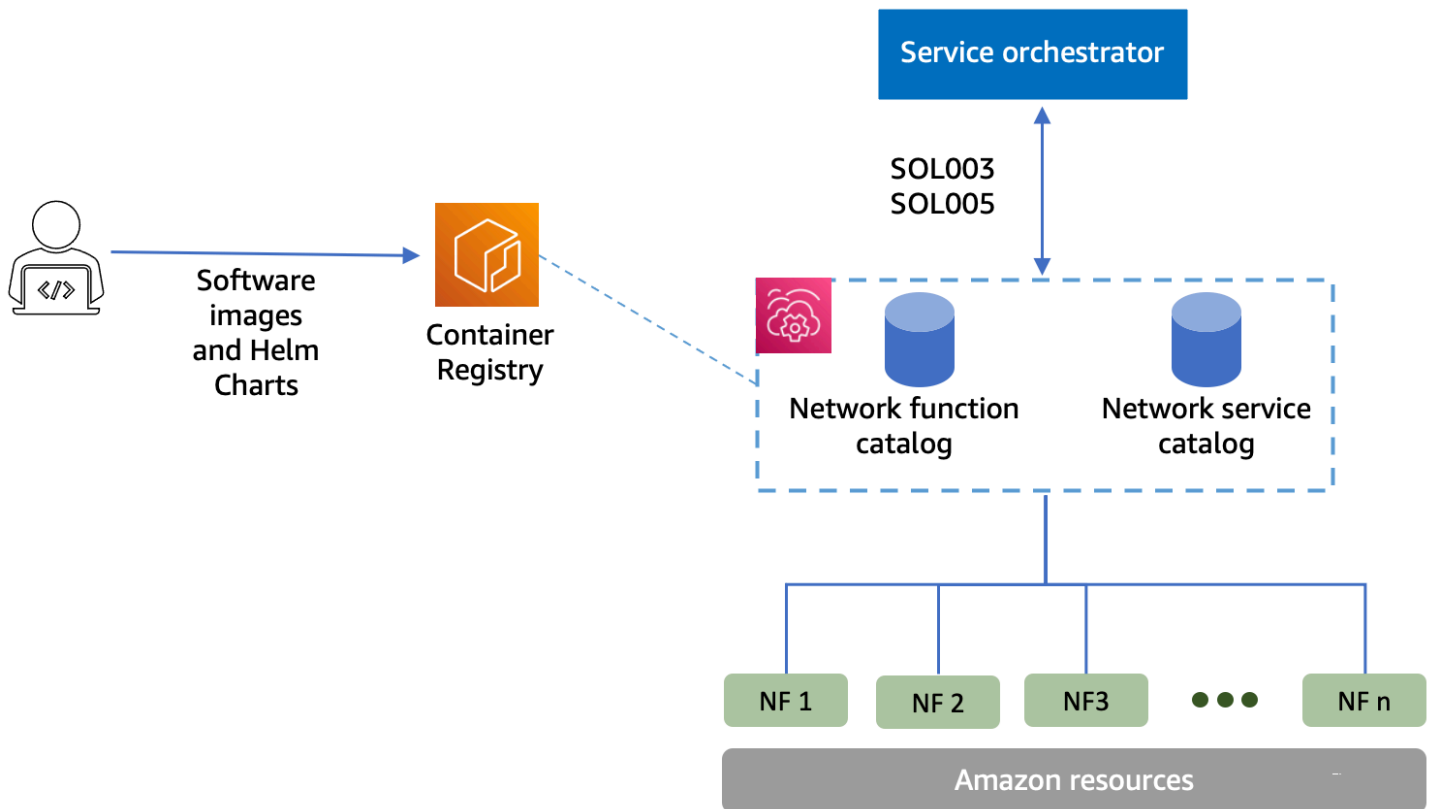 Service orchestrator
SOL003
SOL005
</>
Software
images
and Helm
Charts
Container
Registry
Network function
catalog
Network service
catalog
NF 1
NF 2
NF3
NF n
Amazon resources